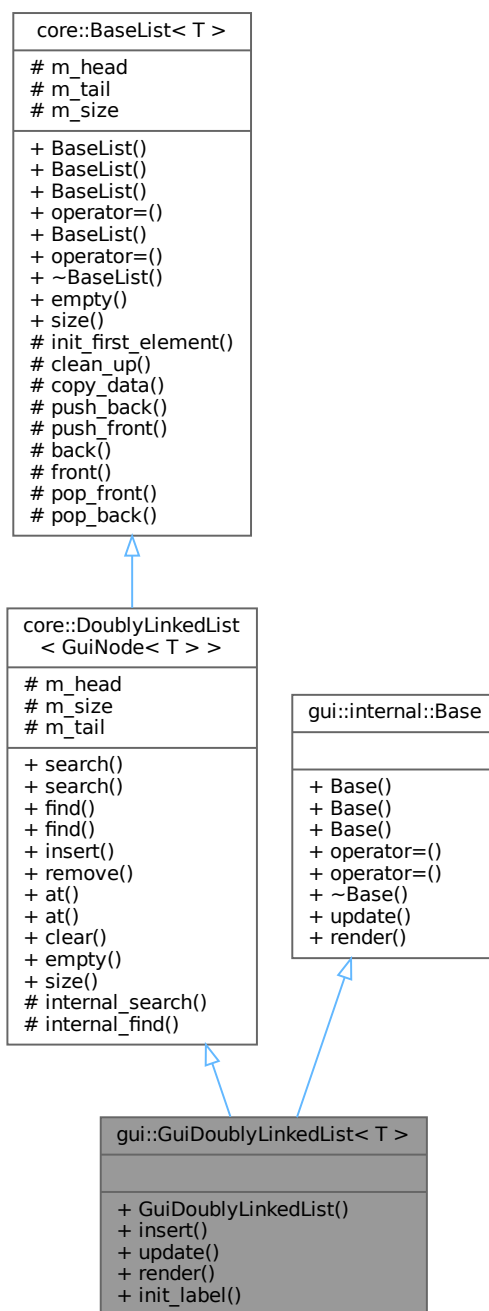 core::BaseList< T >
# m_head
# m_tail
# m_size
+ BaseList()
+ BaseList()
+ BaseList()
+ operator=()
+ BaseList()
+ operator=()
+ ~BaseList()
+ empty()
+ size()
# init_first_element()
# clean_up()
# copy_data()
# push_back()
# push_front()
# back()
# front()
# pop_front()
# pop_back()
core::DoublyLinkedList
< GuiNode< T > >
# m_head
# m_size
# m_tail
+ search()
+ search()
+ find()
+ find()
+ insert()
+ remove()
+ at()
+ at()
+ clear()
+ empty()
+ size()
# internal_search()
# internal_find()
gui::internal::Base
+ Base()
+ Base()
+ Base()
+ operator=()
+ operator=()
+ ~Base()
+ update()
+ render()
gui::GuiDoublyLinkedList< T >
+ GuiDoublyLinkedList()
+ insert()
+ update()
+ render()
+ init_label()